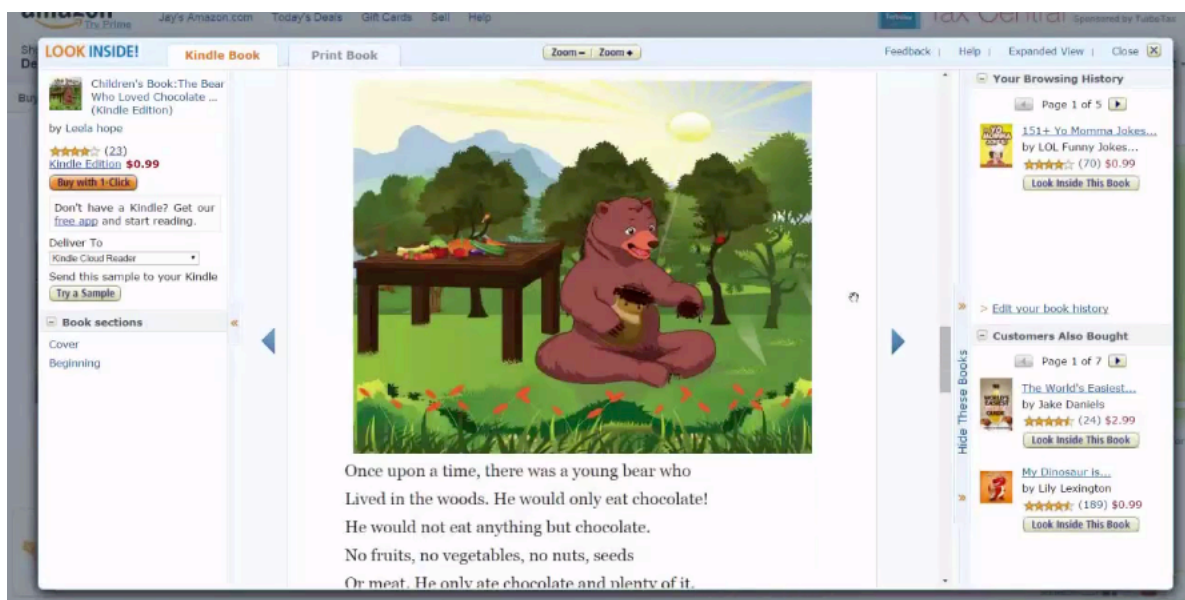 amazon
Try Prime
Jay's Amazon.com Today's Deals Gift Cards Sell Help
Tax Central Sponsored by TurboTax
LOOK INSIDE!
Kindle Book
Print Book
Zoom - Zoom +
Feedback | Help | Expanded View | Close X
Children's Book:The Bear
Who Loved Chocolate ...
(Kindle Edition)
by Leela hope
(23)
Kindle Edition $0.99
Buy with 1-Click
Don't have a Kindle? Get our
free app and start reading.
Deliver To
Kindle Cloud Reader
Send this sample to your Kindle
Try a Sample
Book sections
Cover
Beginning
Once upon a time, there was a young bear who
Lived in the woods. He would only eat chocolate!
He would not eat anything but chocolate.
No fruits, no vegetables, no nuts, seeds
Or meat. He only ate chocolate and plenty of it.
Hide These Books
Your Browsing History
Page 1 of 5
151+ Yo Momma Jokes...
by LOL Funny Jokes...
(70) $0.99
Look Inside This Book
> Edit your book history
Customers Also Bought
Page 1 of 7
The World's Easiest...
by Jake Daniels
(24) $2.99
Look Inside This Book
My Dinosaur is...
by Lily Lexington
(189) $0.99
Look Inside This Book